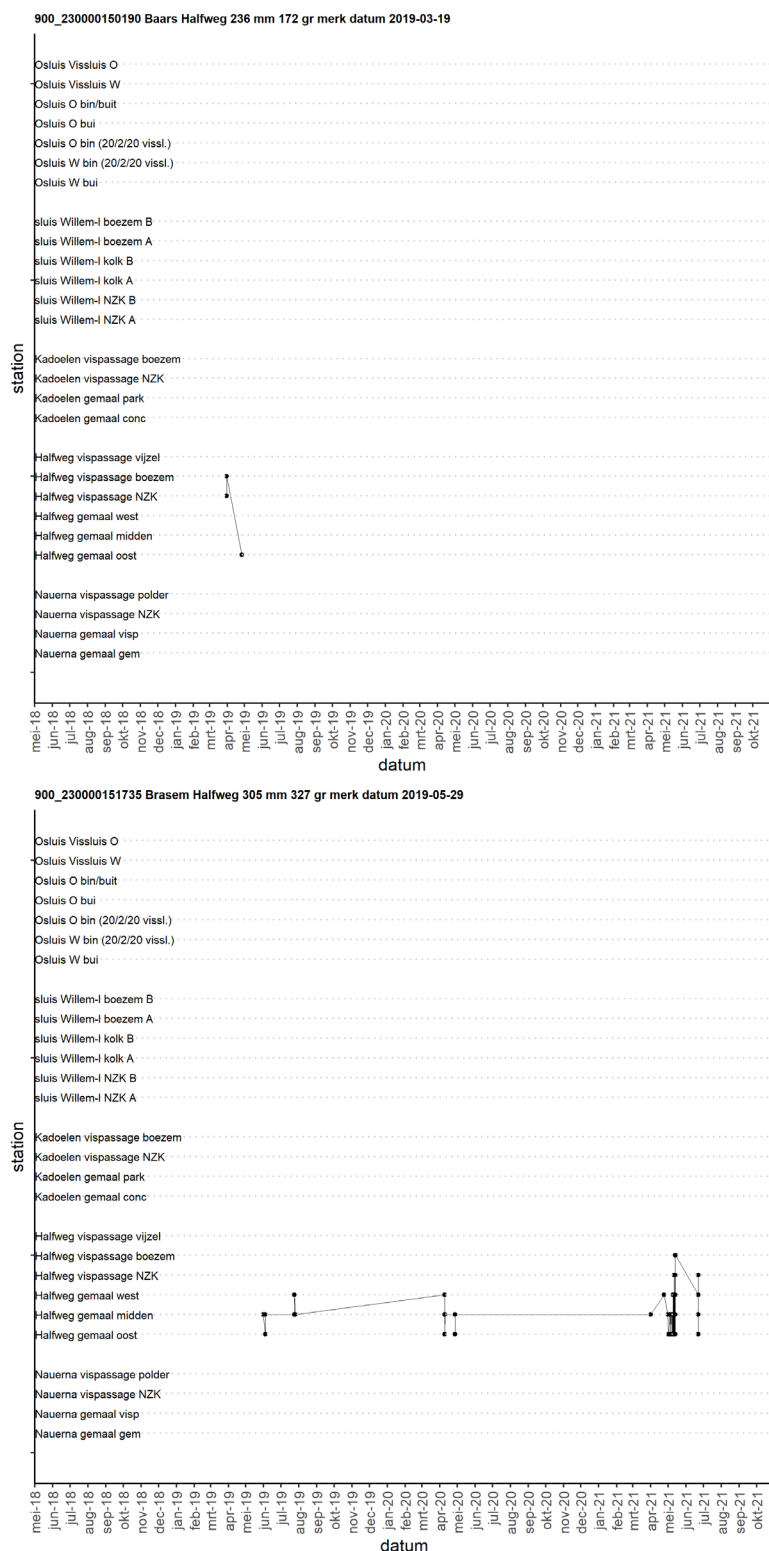 900_230000150190 Baars Halfweg 236 mm 172 gr merk datum 2019-03-19
Osluis Vissluis O
Osluis Vissluis W
Osluis O bin/buit
Osluis O bui
Osluis O bin (20/2/20 vissl.)
Osluis W bin (20/2/20 vissl.)
Osluis W bui
sluis Willem-I boezem B
sluis Willem-I boezem A
sluis Willem-I kolk B
sluis Willem-I kolk A
sluis Willem-I NZK B
sluis Willem-I NZK A
Kadoelen vispassage boezem
Kadoelen vispassage NZK
Kadoelen gemaal park
Kadoelen gemaal conc
Halfweg vispassage vijzel
Halfweg vispassage boezem
Halfweg vispassage NZK
Halfweg gemaal west
Halfweg gemaal midden
Halfweg gemaal oost
Nauerna vispassage polder
Nauerna vispassage NZK
Nauerna gemaal visp
Nauerna gemaal gem
station
mei-18 jun-18 jul-18 aug-18 sep-18 okt-18 nov-18 dec-18 jan-19 feb-19 mrt-19 apr-19 mei-19 jun-19 jul-19 aug-19 sep-19 okt-19 nov-19 dec-19 jan-20 feb-20 mrt-20 apr-20 mei-20 jun-20 jul-20 aug-20 sep-20 okt-20 nov-20 dec-20 jan-21 feb-21 mrt-21 apr-21 mei-21 jun-21 jul-21 aug-21 sep-21 okt-21
datum
900_230000151735 Brasem Halfweg 305 mm 327 gr merk datum 2019-05-29
Osluis Vissluis O
Osluis Vissluis W
Osluis O bin/buit
Osluis O bui
Osluis O bin (20/2/20 vissl.)
Osluis W bin (20/2/20 vissl.)
Osluis W bui
sluis Willem-I boezem B
sluis Willem-I boezem A
sluis Willem-I kolk B
sluis Willem-I kolk A
sluis Willem-I NZK B
sluis Willem-I NZK A
Kadoelen vispassage boezem
Kadoelen vispassage NZK
Kadoelen gemaal park
Kadoelen gemaal conc
Halfweg vispassage vijzel
Halfweg vispassage boezem
Halfweg vispassage NZK
Halfweg gemaal west
Halfweg gemaal midden
Halfweg gemaal oost
Nauerna vispassage polder
Nauerna vispassage NZK
Nauerna gemaal visp
Nauerna gemaal gem
station
mei-18 jun-18 jul-18 aug-18 sep-18 okt-18 nov-18 dec-18 jan-19 feb-19 mrt-19 apr-19 mei-19 jun-19 jul-19 aug-19 sep-19 okt-19 nov-19 dec-19 jan-20 feb-20 mrt-20 apr-20 mei-20 jun-20 jul-20 aug-20 sep-20 okt-20 nov-20 dec-20 jan-21 feb-21 mrt-21 apr-21 mei-21 jun-21 jul-21 aug-21 sep-21 okt-21
datum